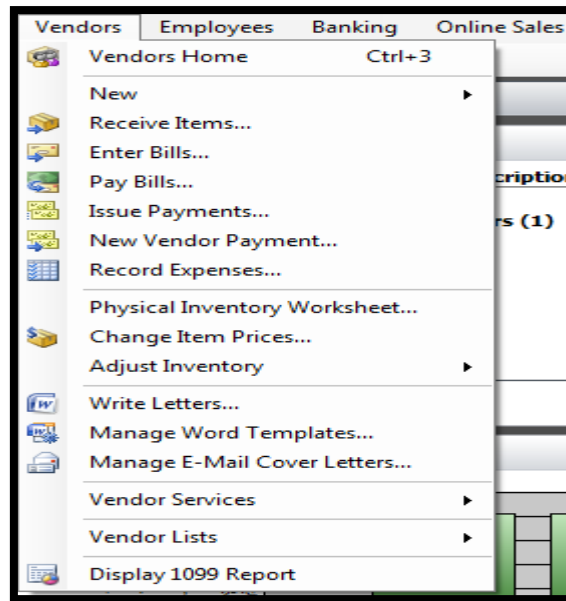 Vendors Employees Banking Online Sales
Vendors Home Ctrl+3
New
Receive Items...
Enter Bills...
cription
Pay Bills...
Issue Payments...
rs (1)
New Vendor Payment...
Record Expenses...
Physical Inventory Worksheet...
Change Item Prices...
Adjust Inventory
Write Letters...
Manage Word Templates...
Manage E-Mail Cover Letters...
Vendor Services
Vendor Lists
Display 1099 Report